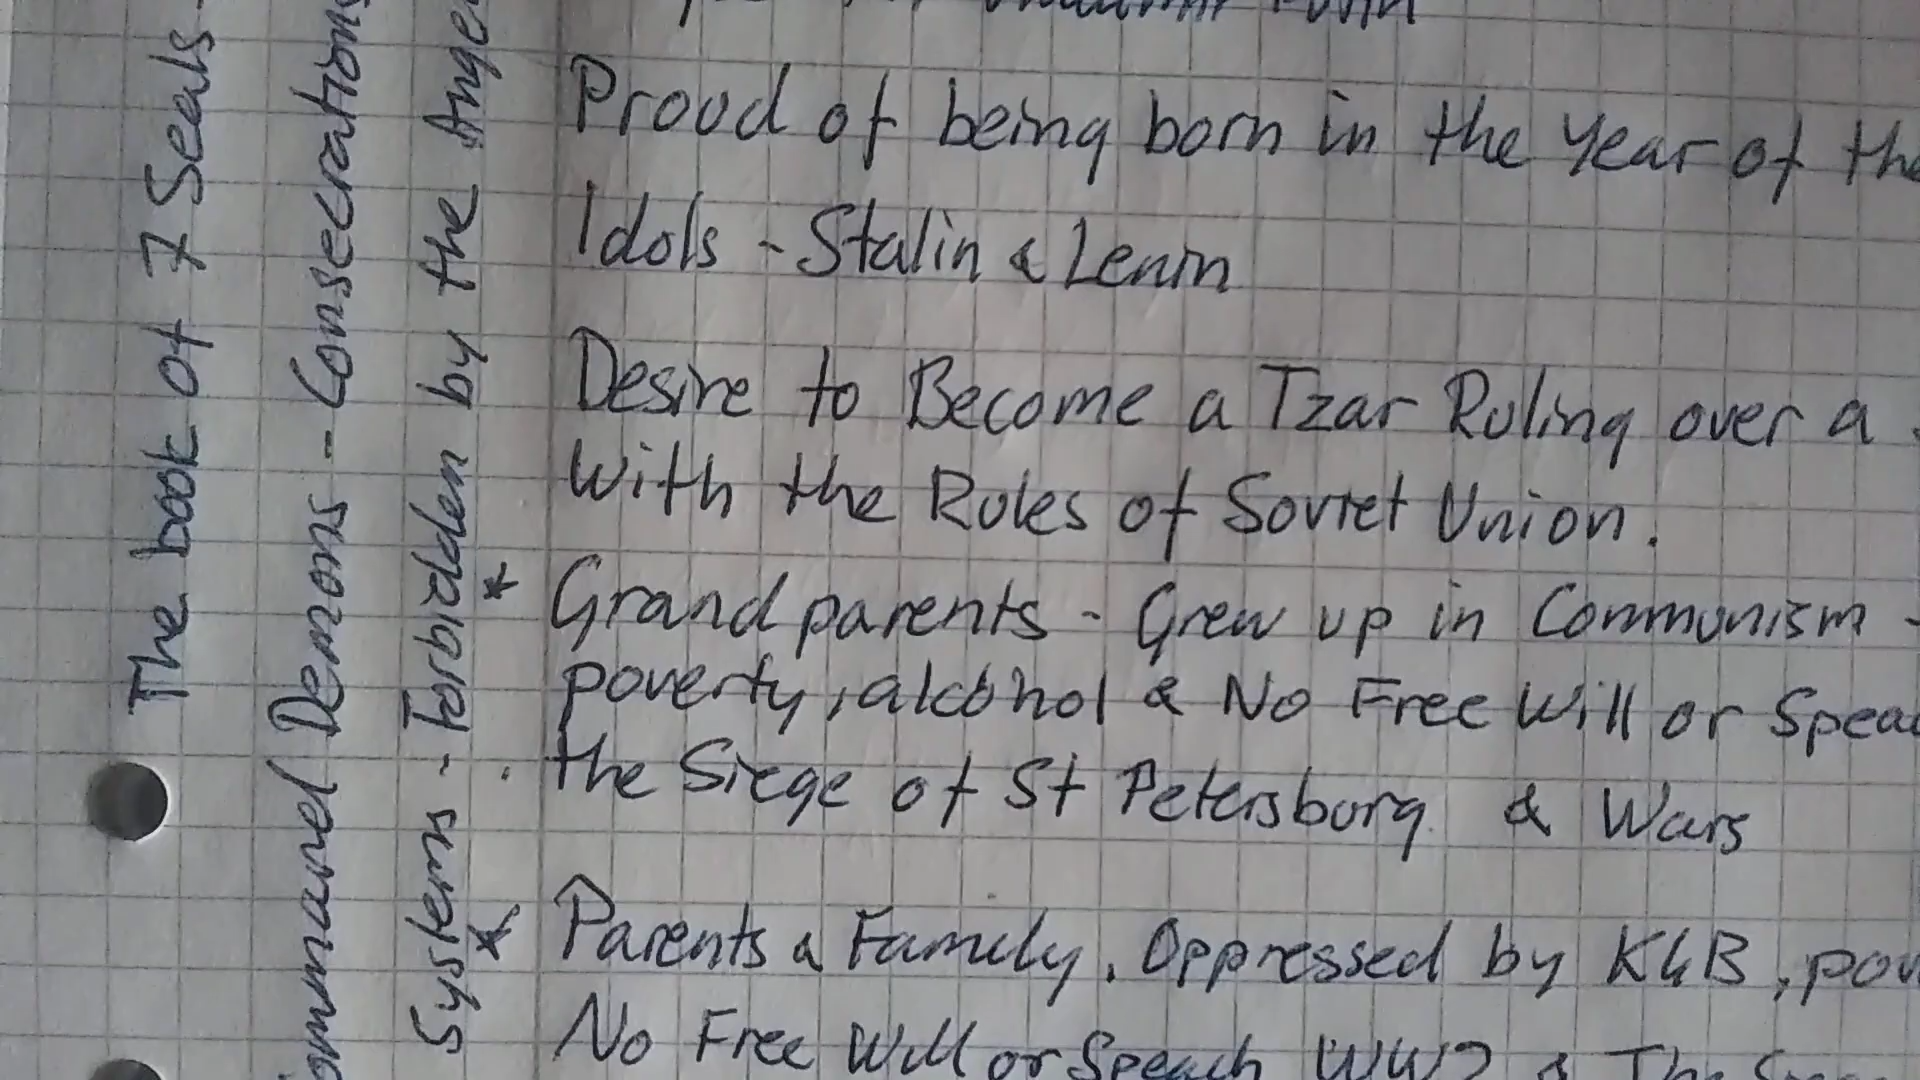 Proud of being born in the Year of the
Idols - Stalin & Lenin
Desire to Become a Tzar Ruling over a
With the Rules of Soviet Union.
* Grandparents - Grew up in Communism -
poverty, alcohol & No Free Will or
the Siege of St Petersburg & Wars
* Parents & Family. Oppressed by KGB,
No Free Will or Speach WW2 & The
The book of 7 Seals.
Demons - Consecrations
Systems - Forbidden by the